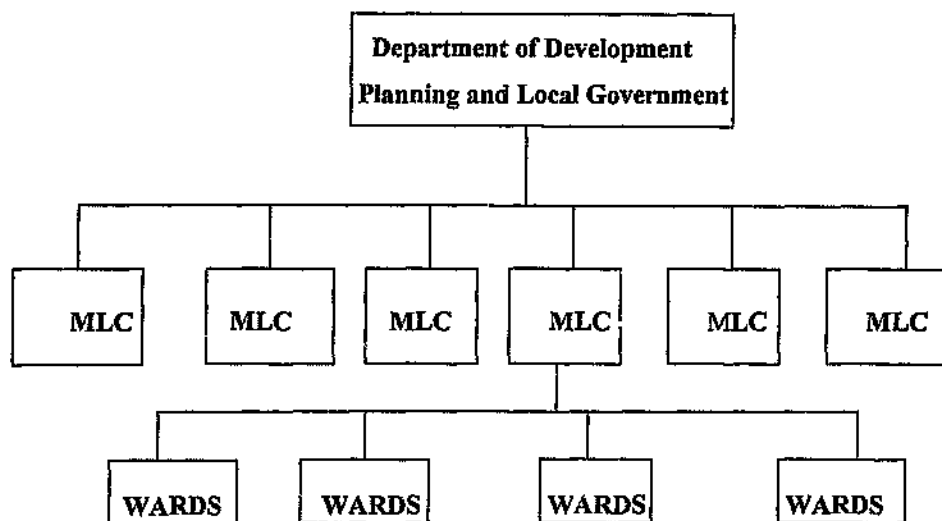 Department of Development
Planning and Local Government
MLC
MLC
MLC
MLC
MLC
MLC
WARDS
WARDS
WARDS
WARDS